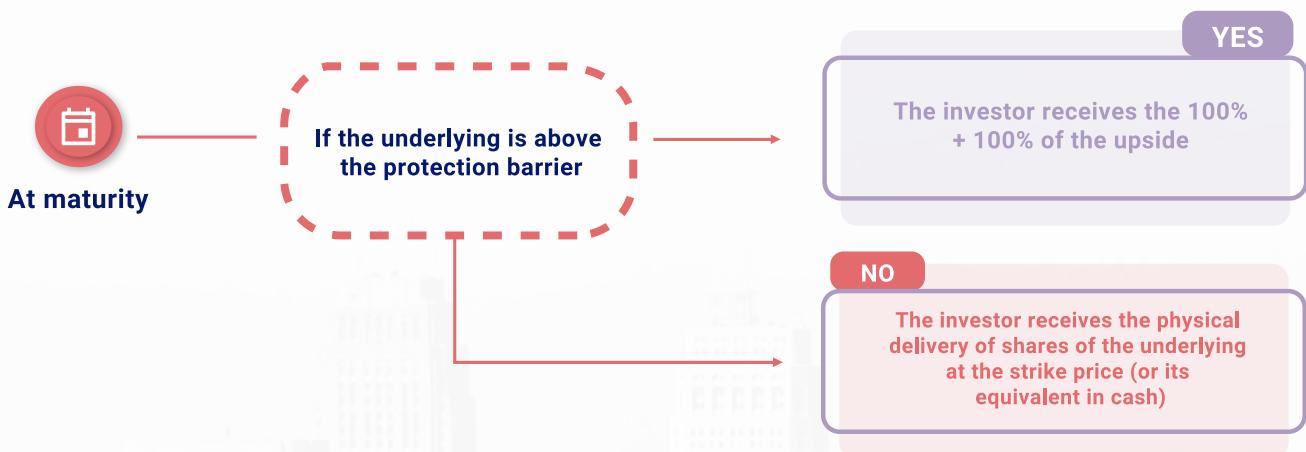 YES
The investor receives the 100%
+ 100% of the upside
If the underlying is above
the protection barrier
At maturity
NO
The investor receives the physical
delivery of shares of the underlying
at the strike price (or its
equivalent in cash)